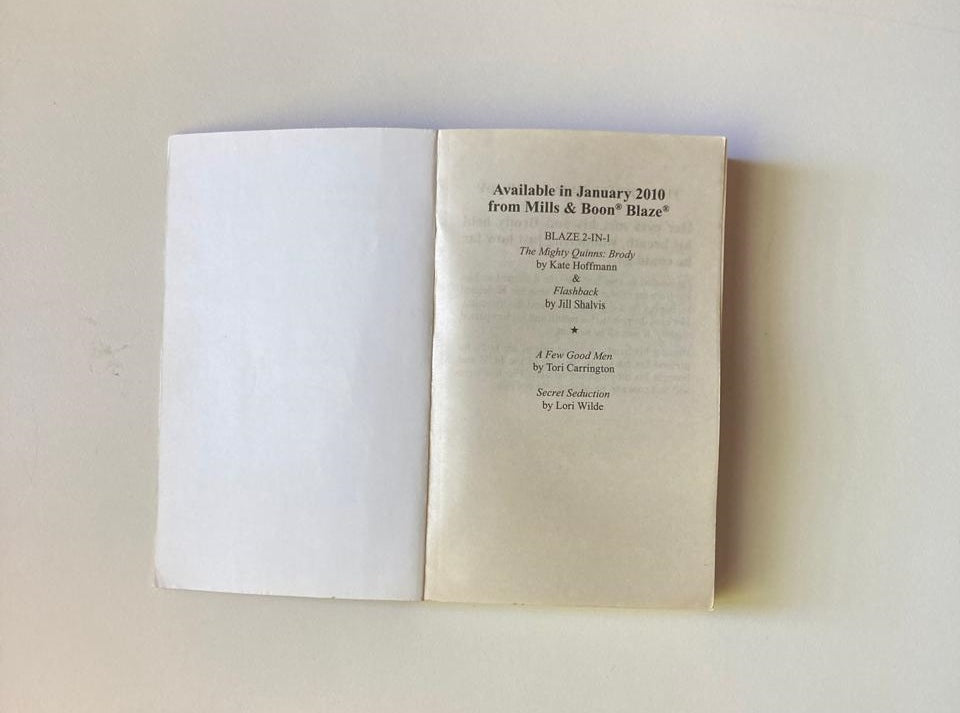 Available in January 2010
from Mills & Boon® Blaze®
BLAZE 2-IN-1
The Mighty Quinns: Brody
by Kate Hoffmann
&
Flashback
by Jill Shalvis
★
A Few Good Men
by Tori Carrington
Secret Seduction
by Lori Wilde